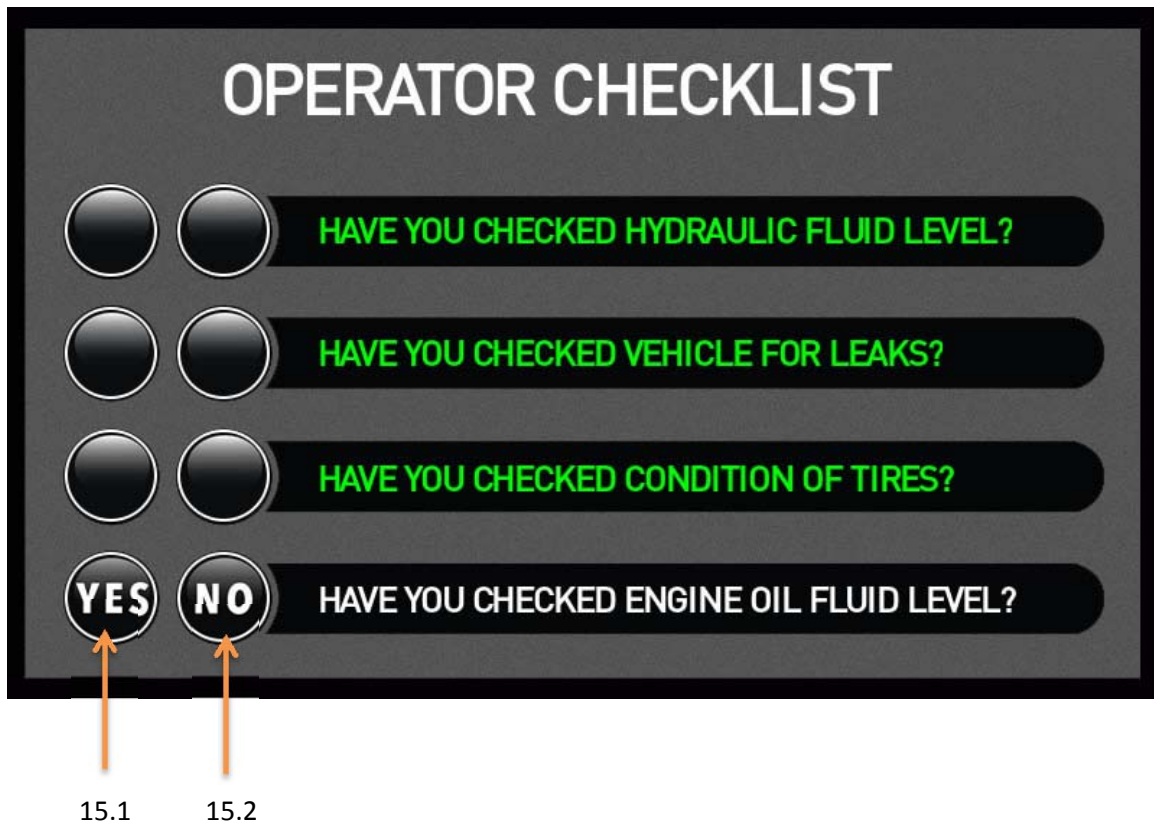 OPERATOR CHECKLIST
HAVE YOU CHECKED HYDRAULIC FLUID LEVEL?
HAVE YOU CHECKED VEHICLE FOR LEAKS?
HAVE YOU CHECKED CONDITION OF TIRES?
YES NO HAVE YOU CHECKED ENGINE OIL FLUID LEVEL?
15.1 15.2